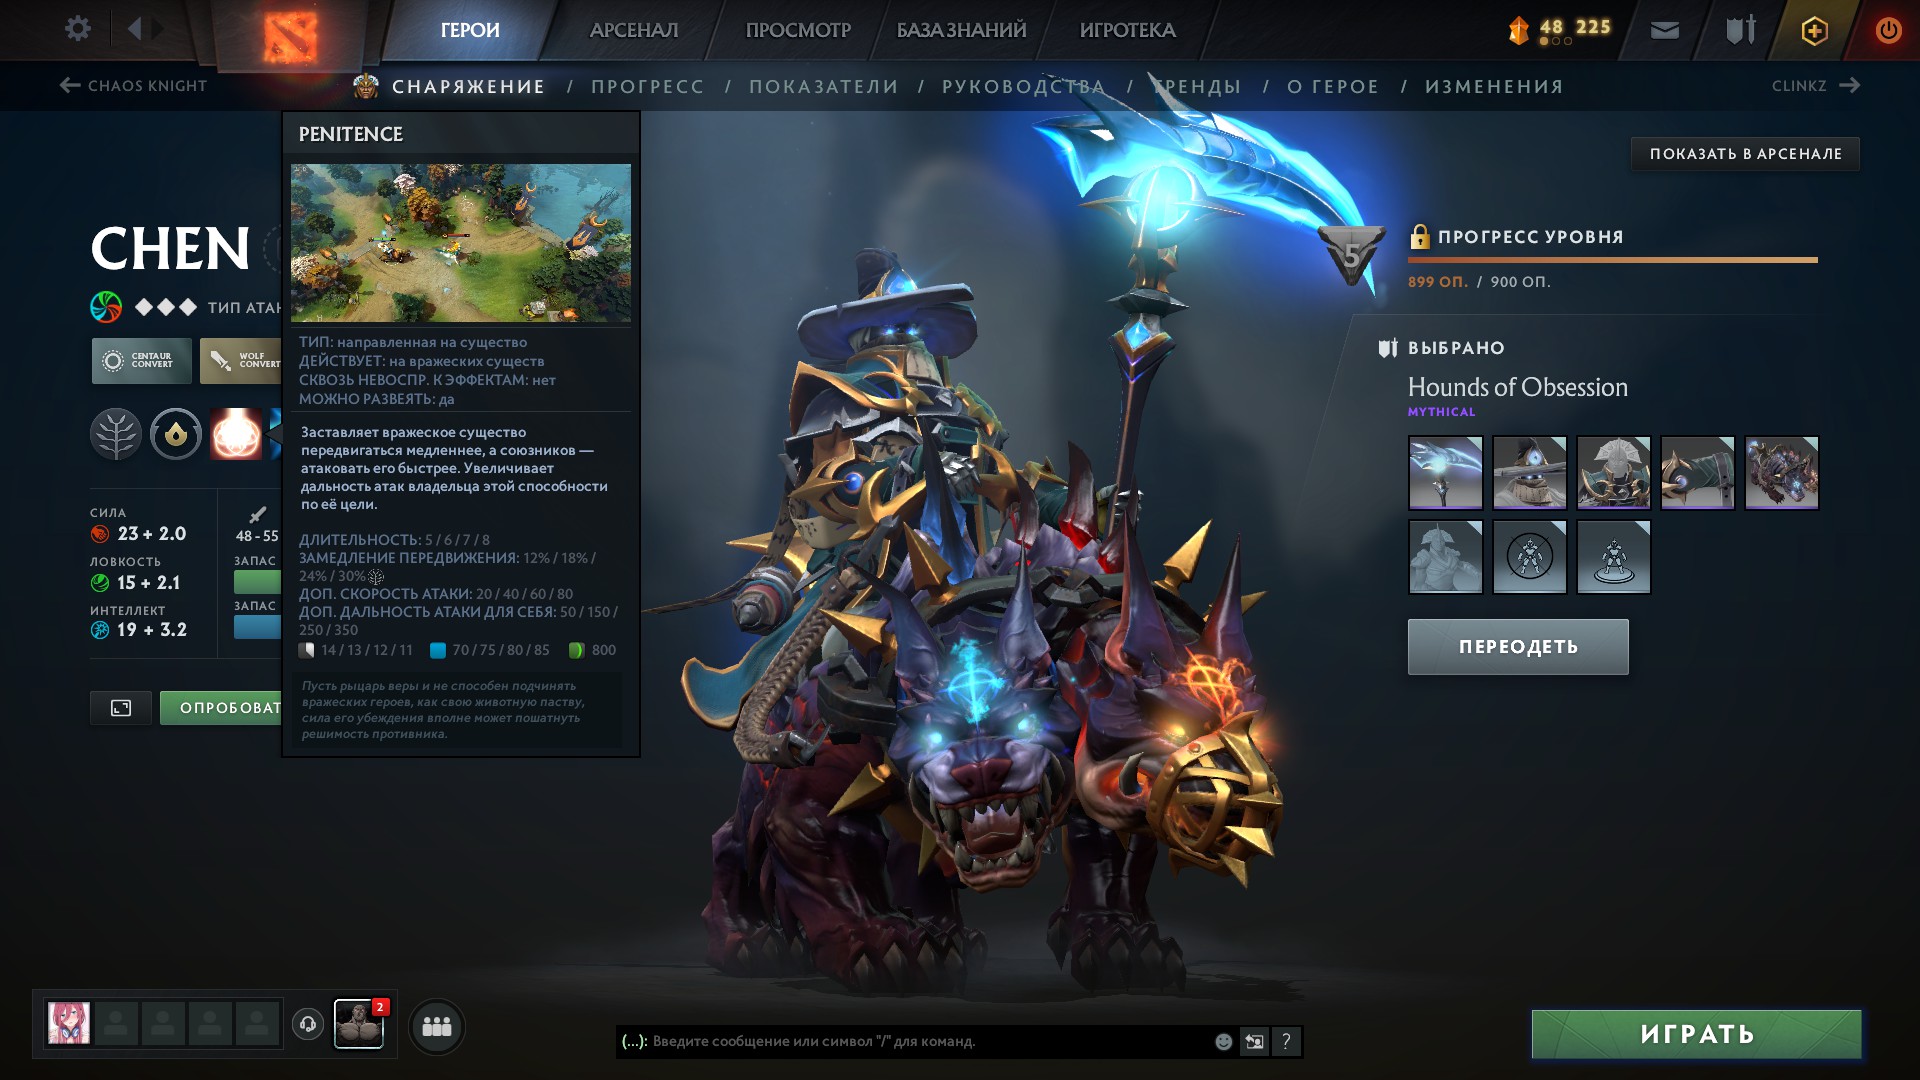 ГЕРОИ
АРСЕНАЛ
ПРОСМОТР
БАЗА ЗНАНИЙ
ИГРОТЕКА
48 225
CHAOS KNIGHT
СНАРЯЖЕНИЕ / ПРОГРЕСС / ПОКАЗАТЕЛИ / РУКОВОДСТВА / ТРЕНДЫ / О ГЕРОЕ / ИЗМЕНЕНИЯ
CLINKZ
PENITENCE
ПОКАЗАТЬ В АРСЕНАЛЕ
CHEN
ТИП АТАК
CENTAUR
CONVERT
WOLF
CONVERT
ТИП: направленная на существо
ДЕЙСТВУЕТ: на вражеских существ
СКВОЗЬ НЕВОСПР. К ЭФФЕКТАМ: нет
МОЖНО РАЗВЕЯТЬ: да
Заставляет вражеское существо
передвигаться медленнее, а союзников —
атаковать его быстрее. Увеличивает
дальность атак владельца этой способности
по её цели.
ДЛИТЕЛЬНОСТЬ: 5 / 6 / 7 / 8
ЗАМЕДЛЕНИЕ ПЕРЕДВИЖЕНИЯ: 12% / 18% /
24% / 30%
ДОП. СКОРОСТЬ АТАКИ: 20 / 40 / 60 / 80
ДОП. ДАЛЬНОСТЬ АТАКИ ДЛЯ СЕБЯ: 50 / 150 /
250 / 350
14 / 13 / 12 / 11 70 / 75 / 80 / 85 800
Пусть рыцарь веры и не способен подчинять
вражеских героев, как свою животную паству,
сила его убеждения вполне может пошатнуть
решимость противника.
СИЛА
23 + 2.0
ЛОВКОСТЬ
15 + 2.1
ИНТЕЛЛЕКТ
19 + 3.2
48 - 55
ЗАПАС
ЗАПАС
ОПРОБОВАТ
5
ПРОГРЕСС УРОВНЯ
899 ОП. / 900 ОП.
ВЫБРАНО
Hounds of Obsession
MYTHICAL
ПЕРЕОДЕТЬ
2
(...): Введите сообщение или символ "/" для команд.
?
ИГРАТЬ